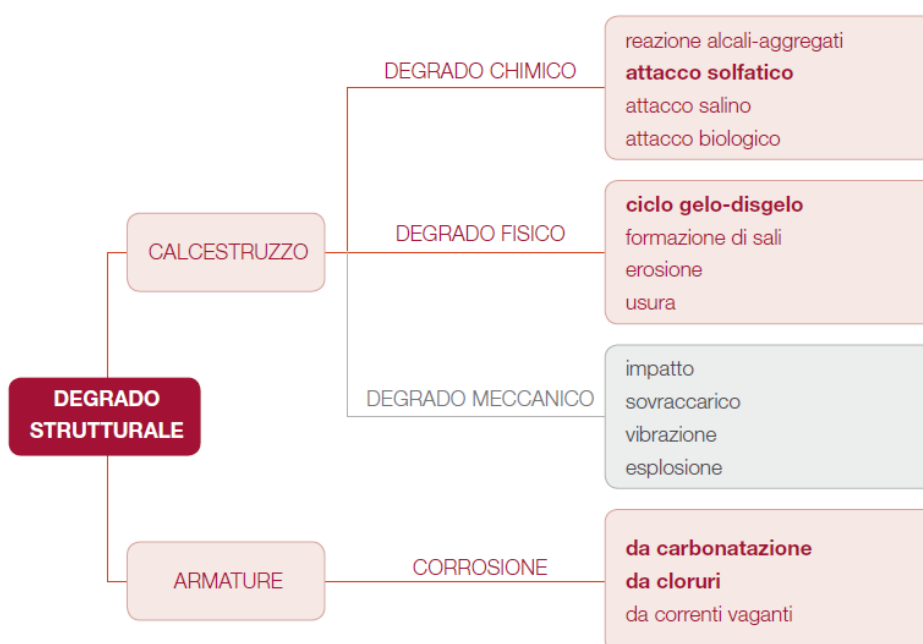 DEGRADO CHIMICO
reazione alcali-aggregati
attacco solfatico
attacco salino
attacco biologico
CALCESTRUZZO
DEGRADO FISICO
ciclo gelo-disgelo
formazione di sali
erosione
usura
DEGRADO MECCANICO
impatto
sovraccarico
vibrazione
esplosione
DEGRADO
STRUTTURALE
ARMATURE
CORROSIONE
da carbonatazione
da cloruri
da correnti vaganti